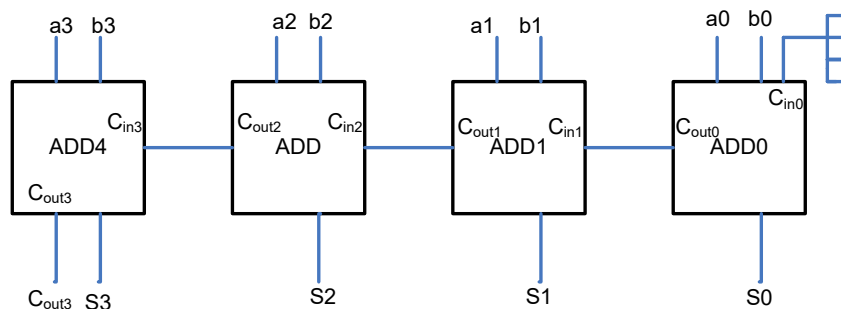 a3 b3 a2 b2 a1 b1 a0 b0
Cin0
Cin3 Cout2 Cin2 Cout1 Cin1 Cout0
ADD4 ADD ADD1 ADD0
Cout3
Cout3 S3 S2 S1 S0